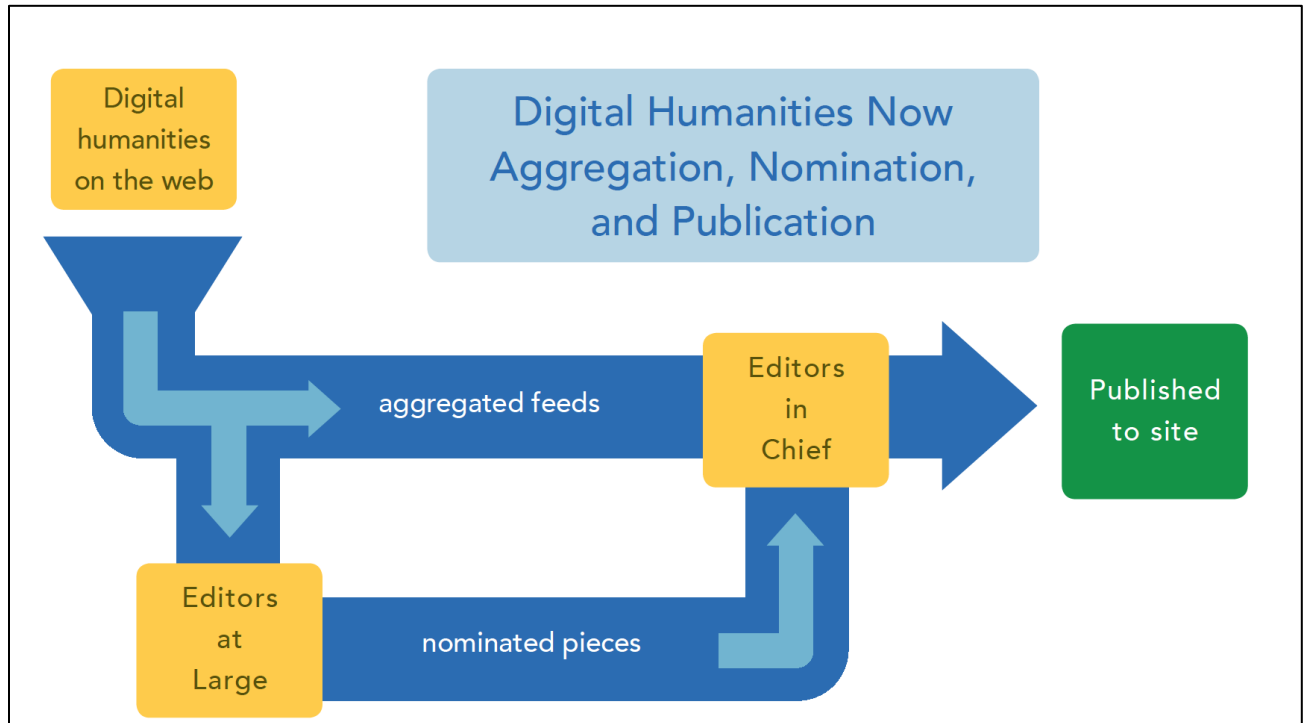 Digital
humanities
on the web
Digital Humanities Now
Aggregation, Nomination,
and Publication
aggregated feeds
Editors
in
Chief
Published
to site
Editors
at
Large
nominated pieces